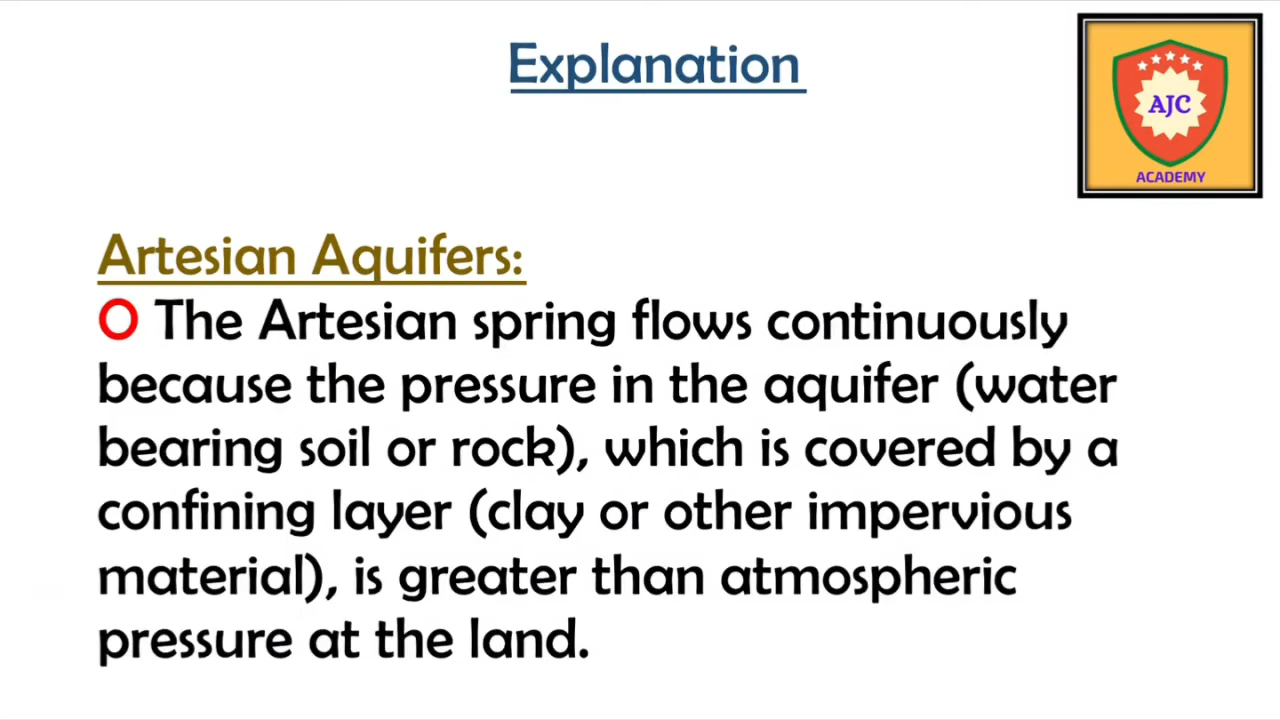 Explanation
AJC
ACADEMY
Artesian Aquifers:
O The Artesian spring flows continuously
because the pressure in the aquifer (water
bearing soil or rock), which is covered by a
confining layer (clay or other impervious
material), is greater than atmospheric
pressure at the land.